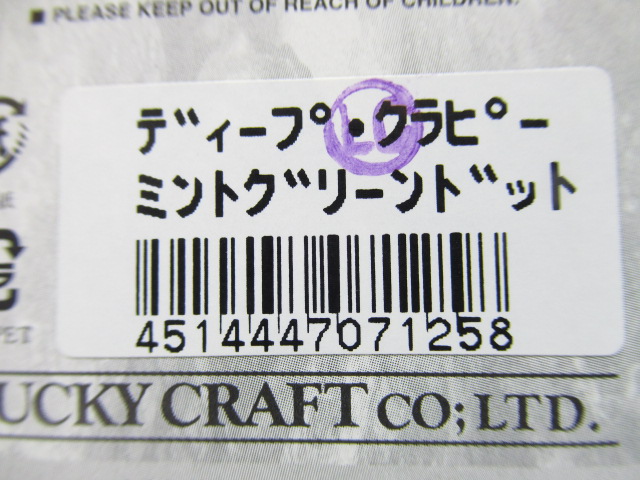 ■ PLEASE KEEP OUT OF REACH OF CHILDREN.
ディープ・クラピー
ミントグリーンドット
4514447071258
PET
UCKY CRAFT CO;LTD.